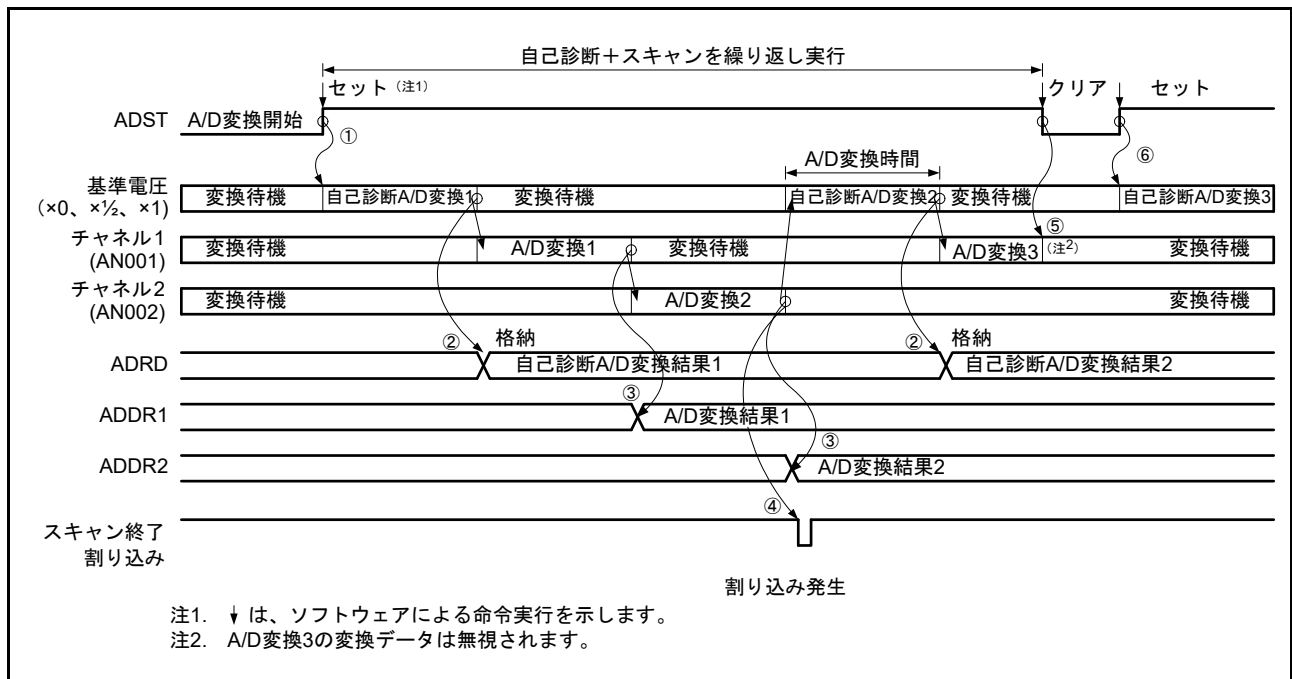 自己診断＋スキャンを繰り返し実行
セット（注1）
クリア
セット
ADST
A/D変換開始
①
⑥
A/D変換時間
基準電圧
（×0、×½、×1）
変換待機
自己診断A/D変換1
変換待機
自己診断A/D変換2
変換待機
自己診断A/D変換3
⑤
チャネル1
(AN001)
変換待機
A/D変換1
変換待機
A/D変換3
（注2）
変換待機
チャネル2
(AN002)
変換待機
A/D変換2
変換待機
ADRD
②
格納
自己診断A/D変換結果1
②
格納
自己診断A/D変換結果2
ADDR1
③
A/D変換結果1
ADDR2
③
A/D変換結果2
スキャン終了
割り込み
④
割り込み発生
注1. ↓は、ソフトウェアによる命令実行を示します。
注2. A/D変換3の変換データは無視されます。